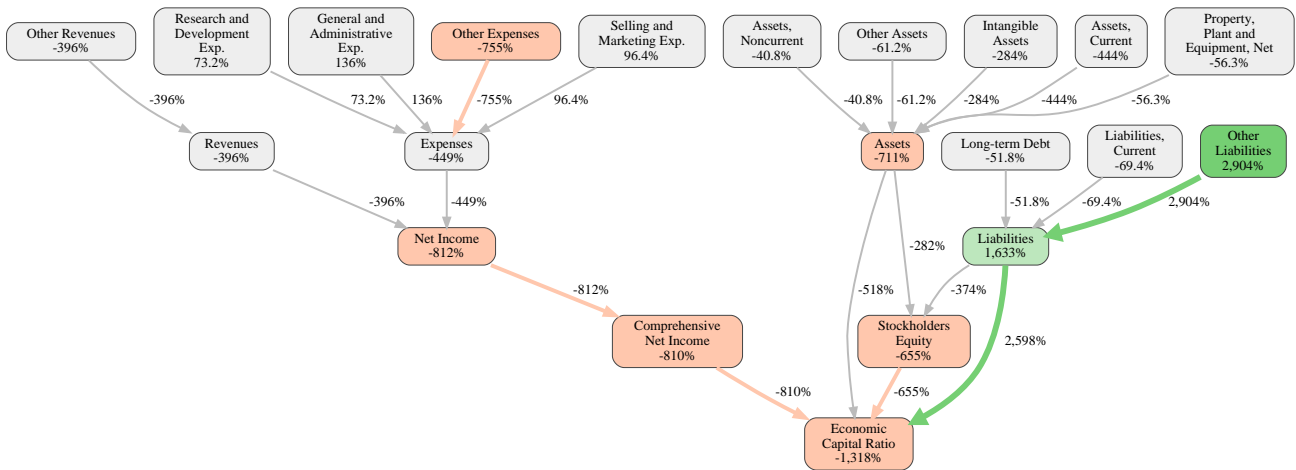 Other Revenues
-396%
Research and
Development
Exp.
73.2%
General and
Administrative
Exp.
136%
Other Expenses
-755%
Selling and
Marketing Exp.
96.4%
Assets,
Noncurrent
-40.8%
Other Assets
-61.2%
Intangible
Assets
-284%
Assets,
Current
-444%
Property,
Plant and
Equipment, Net
-56.3%
-396%
73.2%
136%
-755%
96.4%
-40.8%
-61.2%
-284%
-444%
-56.3%
Revenues
-396%
Expenses
-449%
Assets
-711%
Long-term Debt
-51.8%
Liabilities,
Current
-69.4%
Other
Liabilities
2,904%
-396%
-449%
-51.8%
-69.4%
2,904%
Net Income
-812%
-282%
Liabilities
1,633%
-812%
-518%
-374%
Comprehensive
Net Income
-810%
Stockholders
Equity
-655%
2,598%
-810%
-655%
Economic
Capital Ratio
-1,318%